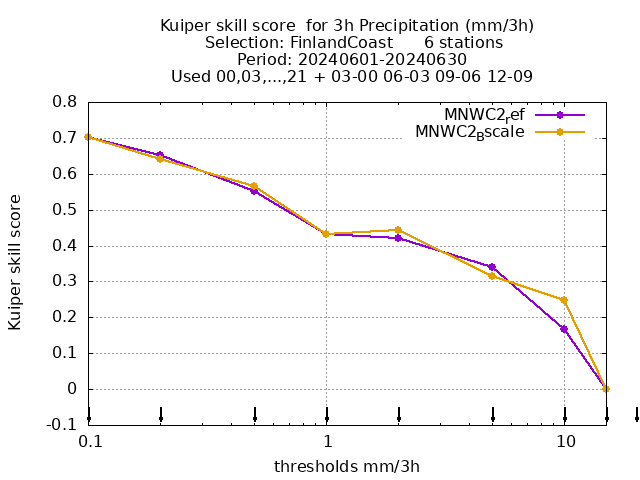 Kuiper skill score  for 3h Precipitation (mm/3h)
Selection: FinlandCoast      6 stations
Period: 20240601-20240630
Used 00,03,...,21 + 03-00 06-03 09-06 12-09
MNWC2ref
MNWC2Bscale
0.8
0.7
0.6
0.5
0.4
0.3
0.2
0.1
0
-0.1
Kuiper skill score
0.1
1
10
thresholds mm/3h